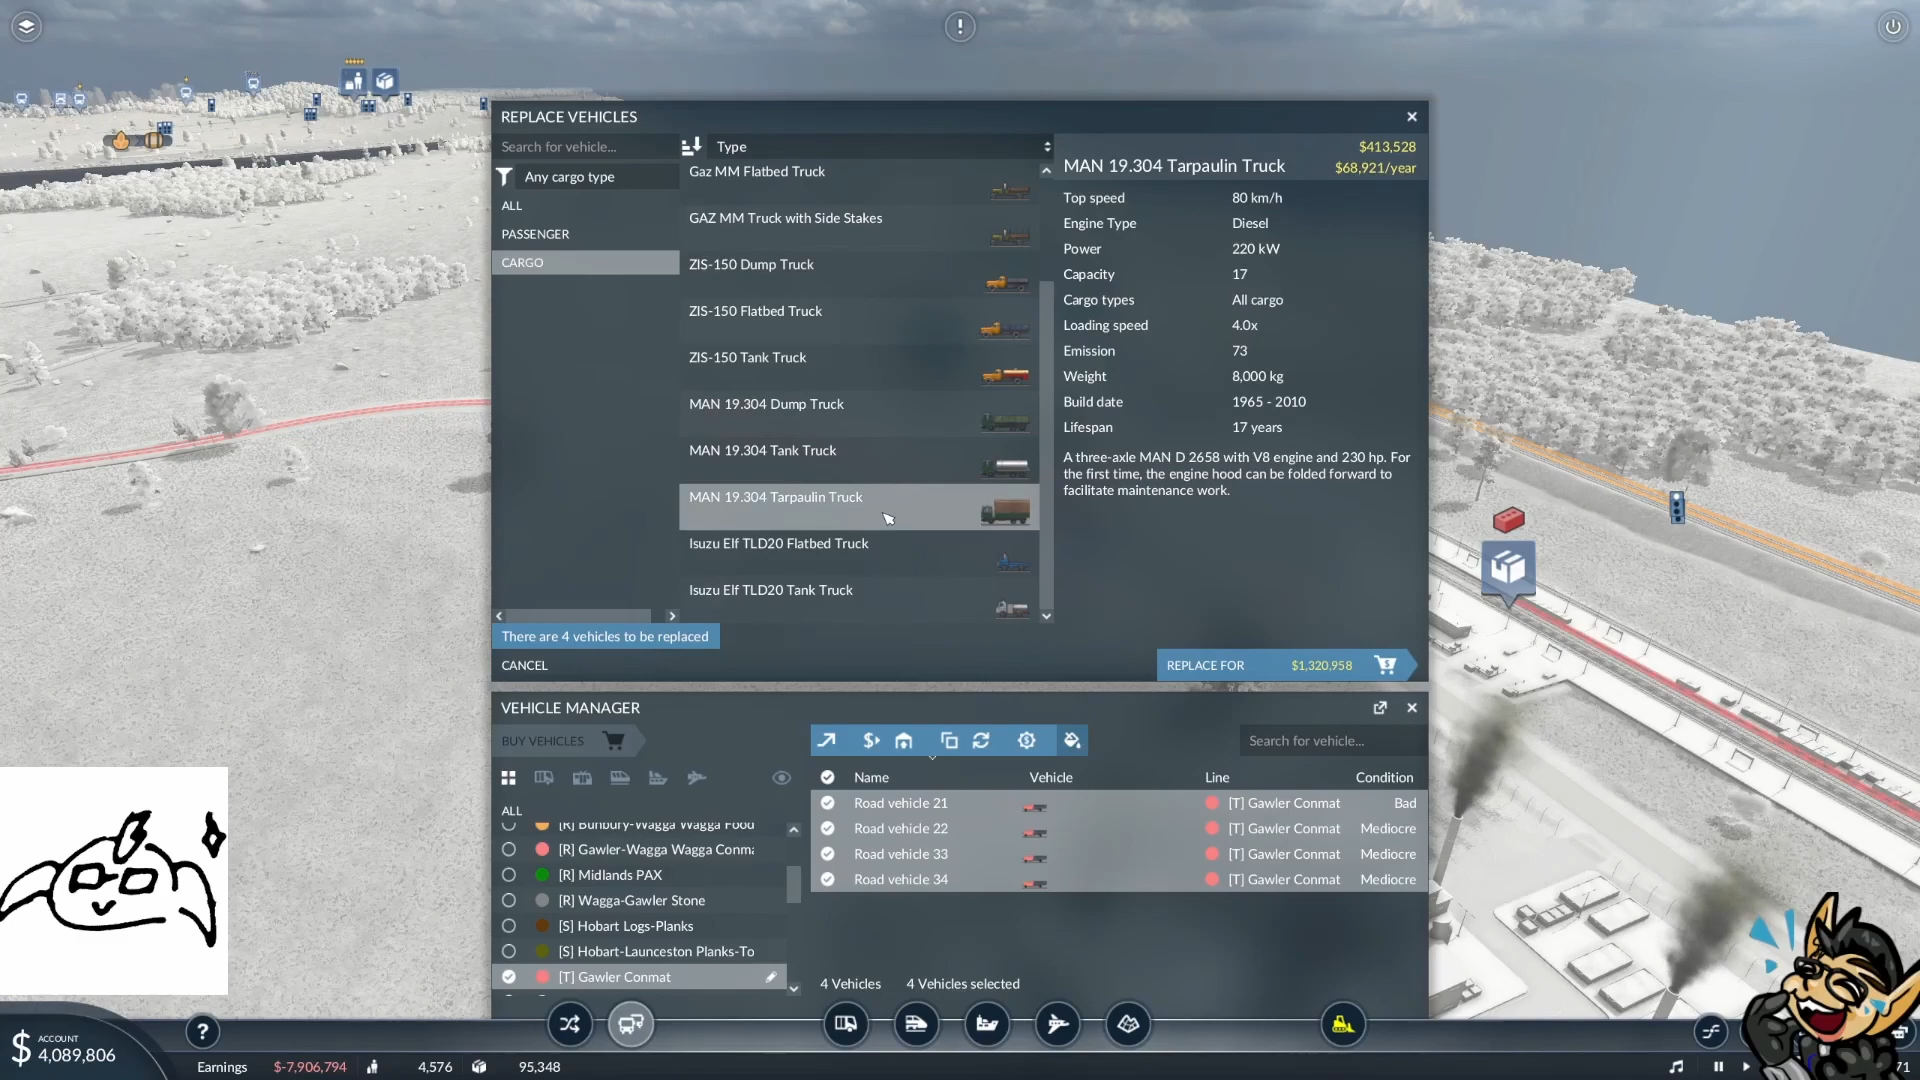 REPLACE VEHICLES
Search for vehicle...
Type
Any cargo type
ALL
PASSENGER
CARGO
Gaz MM Flatbed Truck
GAZ MM Truck with Side Stakes
ZIS-150 Dump Truck
ZIS-150 Flatbed Truck
ZIS-150 Tank Truck
MAN 19.304 Dump Truck
MAN 19.304 Tank Truck
MAN 19.304 Tarpaulin Truck
Isuzu Elf TLD20 Flatbed Truck
Isuzu Elf TLD20 Tank Truck
$413,528
MAN 19.304 Tarpaulin Truck
$68,921/year
Top speed 80 km/h
Engine Type Diesel
Power 220 kW
Capacity 17
Cargo types All cargo
Loading speed 4.0x
Emission 73
Weight 8,000 kg
Build date 1965 - 2010
Lifespan 17 years
A three-axle MAN D 2658 with V8 engine and 230 hp. For
the first time, the engine hood can be folded forward to
facilitate maintenance work.
There are 4 vehicles to be replaced
CANCEL
REPLACE FOR $1,320,958
VEHICLE MANAGER
BUY VEHICLES
Search for vehicle...
ALL
[R] Bunbury-Wagga Wagga Food
[R] Gawler-Wagga Wagga Conma
[R] Midlands PAX
[R] Wagga-Gawler Stone
[S] Hobart Logs-Planks
[S] Hobart-Launceston Planks-To
[T] Gawler Conmat
Name Vehicle Line Condition
Road vehicle 21 [T] Gawler Conmat Bad
Road vehicle 22 [T] Gawler Conmat Mediocre
Road vehicle 33 [T] Gawler Conmat Mediocre
Road vehicle 34 [T] Gawler Conmat Mediocre
4 Vehicles 4 Vehicles selected
$ ACCOUNT
4,089,806
?
Earnings $-7,906,794 4,576 95,348
71